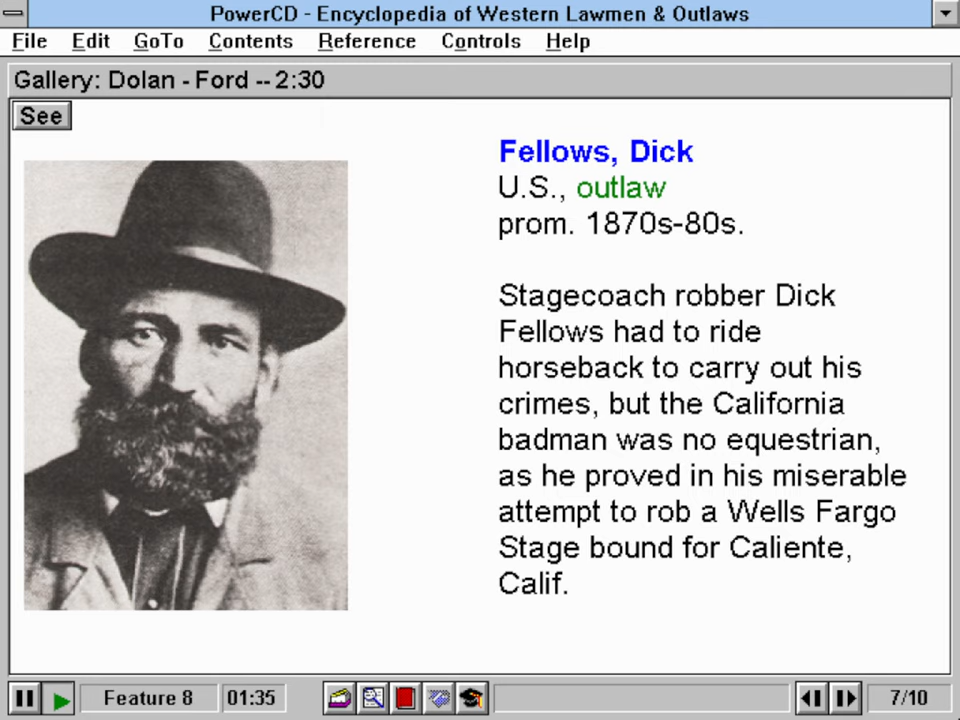 PowerCD - Encyclopedia of Western Lawmen & Outlaws
File Edit GoTo Contents Reference Controls Help
Gallery: Dolan - Ford -- 2:30
See
Fellows, Dick
U.S., outlaw
prom. 1870s-80s.
Stagecoach robber Dick
Fellows had to ride
horseback to carry out his
crimes, but the California
badman was no equestrian,
as he proved in his miserable
attempt to rob a Wells Fargo
Stage bound for Caliente,
Calif.
Feature 8 01:35 7/10